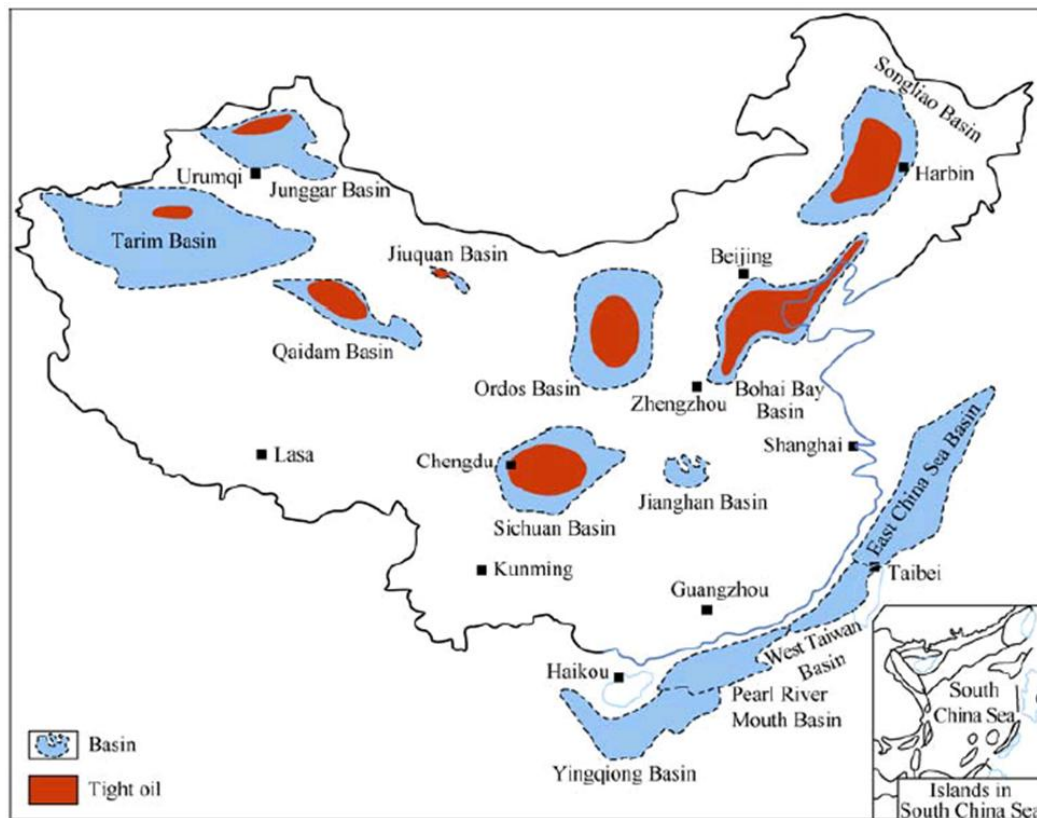 Songliao Basin
Urumqi
Junggar Basin
Harbin
Tarim Basin
Jiuquan Basin
Beijing
Qaidam Basin
Ordos Basin
Zhengzhou
Bohai Bay
Basin
Shanghai
Lasa
Chengdu
Jianghan Basin
East China Sea Basin
Sichuan Basin
Kunming
Guangzhou
Taibei
West Taiwan
Basin
Haikou
Pearl River
Mouth Basin
South
China Sea
Basin
Yingqiong Basin
Tight oil
Islands in
South China Sea